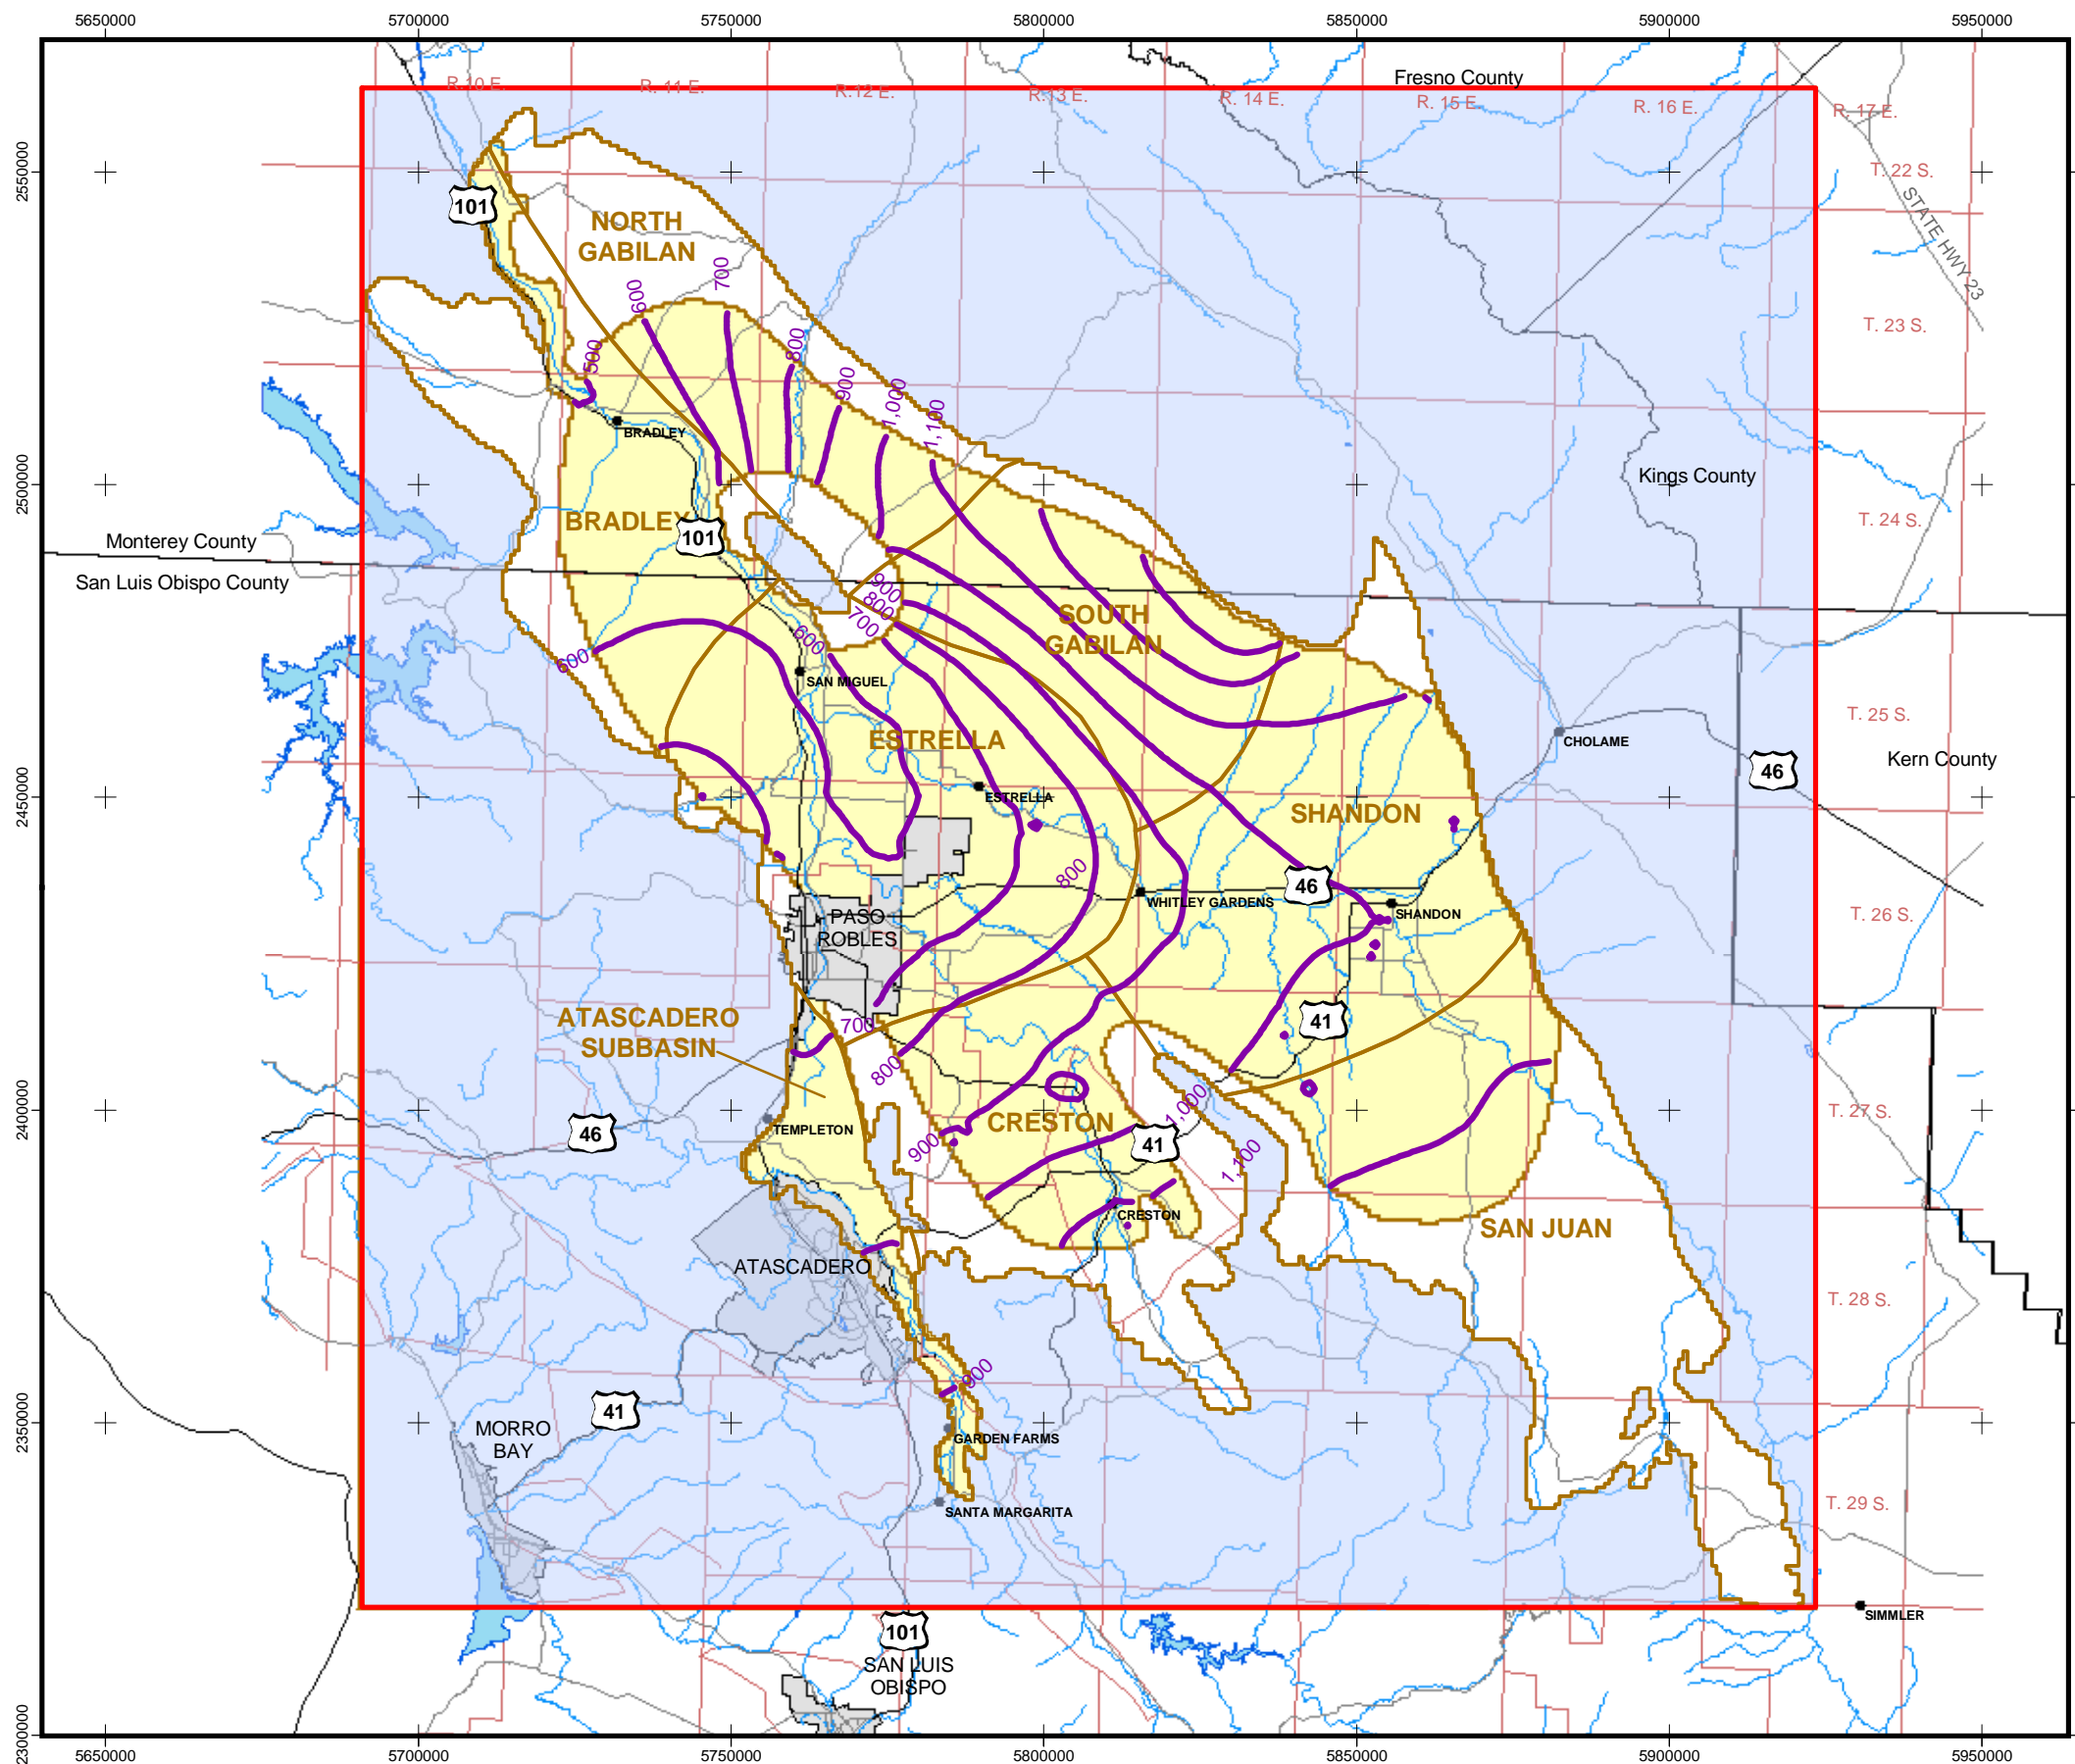 5650000 5700000 5750000 5800000 5850000 5900000 5950000
Fresno County
R. 10 E. R. 11 E. R. 12 E. R. 13 E. R. 14 E. R. 15 E. R. 16 E. R. 17 E.
2550000
T. 22 S.
STATE HWY 23
101
NORTH
GABILAN
600
700
T. 23 S.
500
800
900
1,000
1,100
BRADLEY
2500000
Kings County
BRADLEY
101
T. 24 S.
Monterey County
San Luis Obispo County
900
800
700
600
SOUTH
GABILAN
600
SAN MIGUEL
T. 25 S.
ESTRELLA
CHOLAME
46
Kern County
2450000
ESTRELLA
SHANDON
800
46
WHITLEY GARDENS
SHANDON
T. 26 S.
PASO
ROBLES
ATASCADERO
SUBBASIN
700
41
800
2400000
T. 27 S.
1,000
CRESTON
TEMPLETON
46
900
41
1,100
CRESTON
SAN JUAN
ATASCADERO
T. 28 S.
900
41
2350000
MORRO
BAY
GARDEN FARMS
SANTA MARGARITA
T. 29 S.
SIMMLER
101
SAN LUIS
OBISPO
2300000
5650000 5700000 5750000 5800000 5850000 5900000 5950000